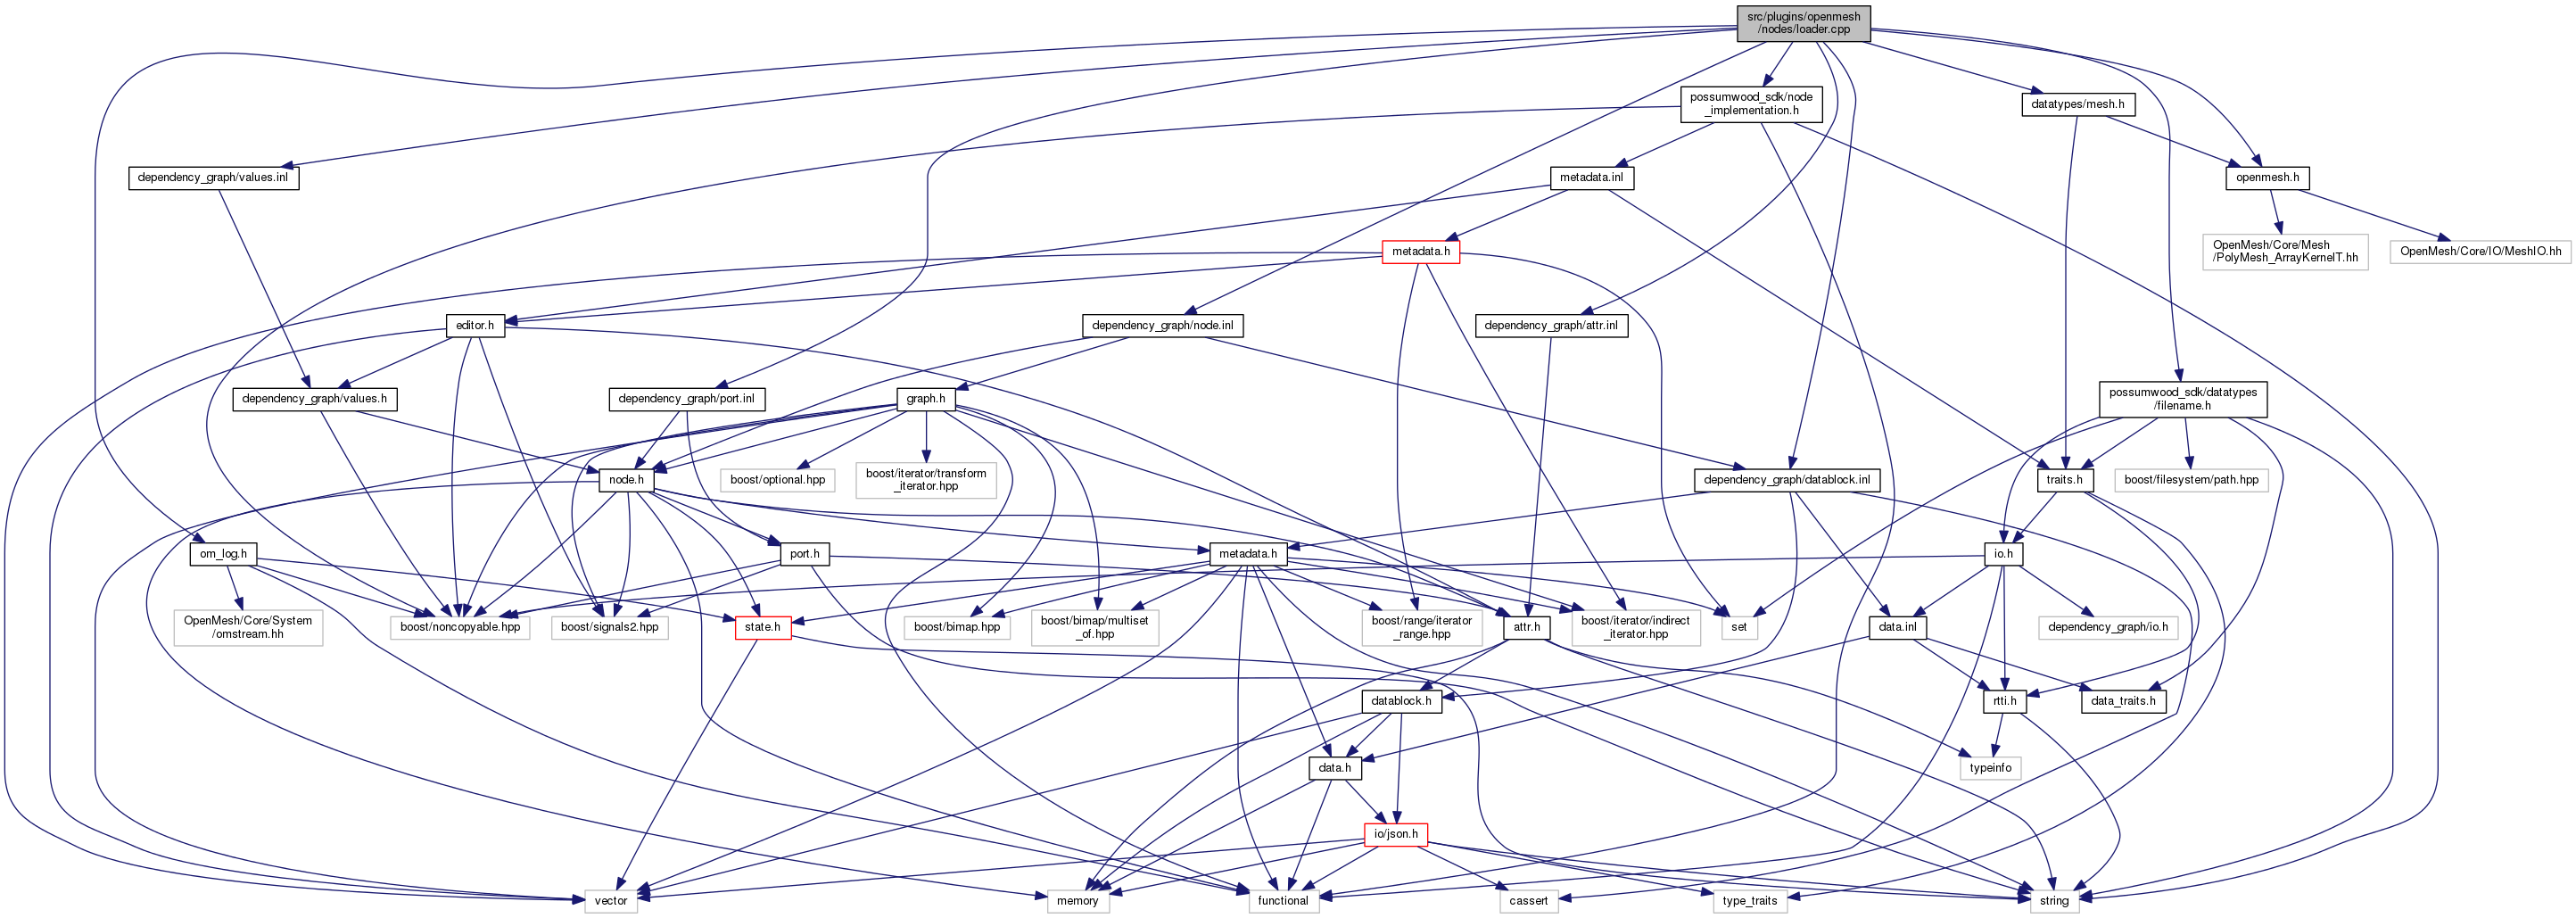 src/plugins/openmesh
/nodes/loader.cpp
possumwood_sdk/node
_implementation.h
datatypes/mesh.h
dependency_graph/values.inl
metadata.inl
openmesh.h
metadata.h
OpenMesh/Core/Mesh
/PolyMesh_ArrayKernelT.hh
OpenMesh/Core/IO/MeshIO.hh
editor.h
dependency_graph/node.inl
dependency_graph/attr.inl
dependency_graph/values.h
dependency_graph/port.inl
graph.h
possumwood_sdk/datatypes
/filename.h
node.h
boost/optional.hpp
boost/iterator/transform
_iterator.hpp
dependency_graph/datablock.inl
traits.h
boost/filesystem/path.hpp
om_log.h
port.h
metadata.h
io.h
OpenMesh/Core/System
/omstream.hh
boost/noncopyable.hpp
boost/signals2.hpp
state.h
boost/bimap.hpp
boost/bimap/multiset
_of.hpp
boost/range/iterator
_range.hpp
attr.h
boost/iterator/indirect
_iterator.hpp
set
data.inl
dependency_graph/io.h
datablock.h
rtti.h
data_traits.h
data.h
typeinfo
io/json.h
vector
memory
functional
cassert
type_traits
string